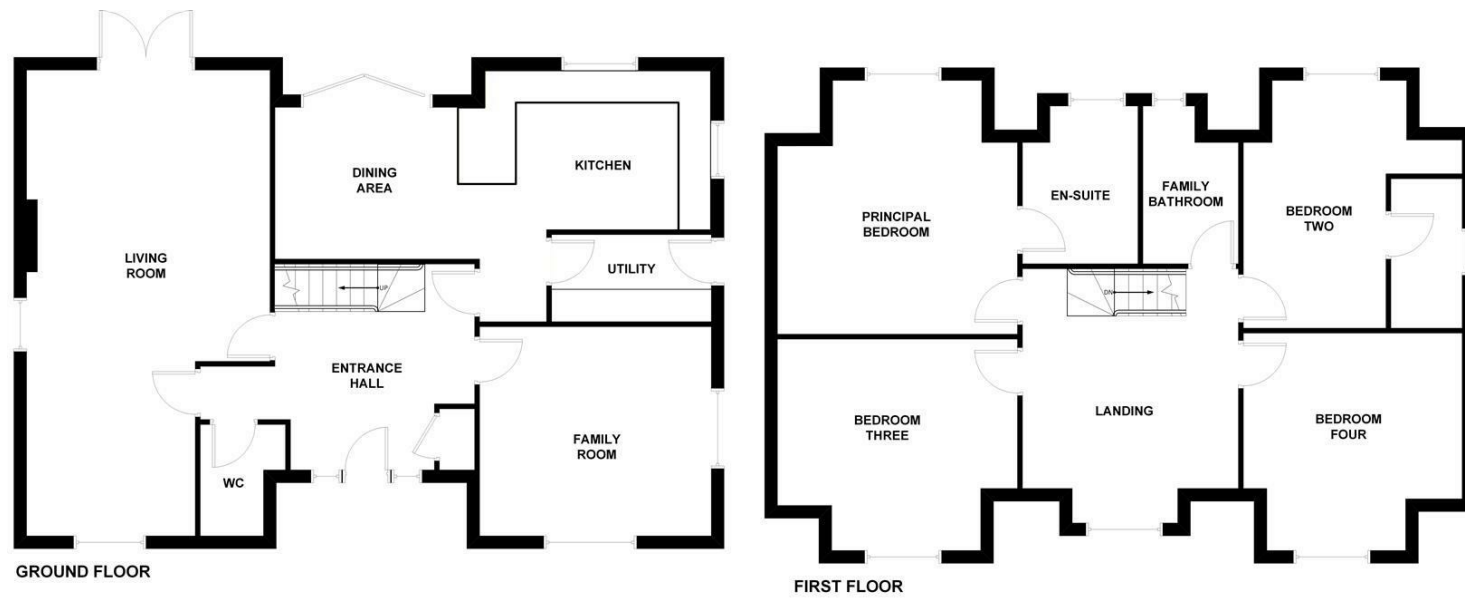 DINING
AREA
KITCHEN
LIVING
ROOM
UTILITY
UP
ENTRANCE
HALL
FAMILY
ROOM
WC
GROUND FLOOR
PRINCIPAL
BEDROOM
EN-SUITE
FAMILY
BATHROOM
BEDROOM
TWO
DN
BEDROOM
THREE
LANDING
BEDROOM
FOUR
FIRST FLOOR